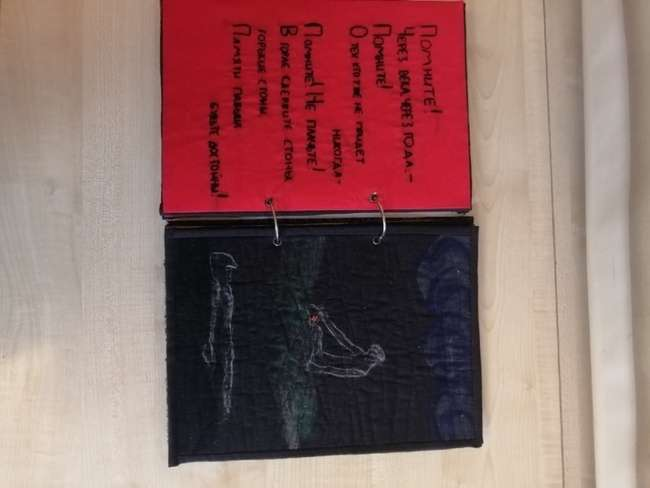 ПОМНИТЕ!
ЧЕРЕЗ ВЕКА ЧЕРЕЗ ГОДА,–
ПОМНИТЕ!
О ТЕХ КТО УЖЕ НЕ ПРИДЕТ
НИКОГДА–
ПОМНИТЕ! НЕ ПЛАЧЬТЕ!
В ГОРЛЕ СДЕРЖИТЕ СТОНЫ
ГОРЬКИЕ СТОНЫ.
ПАМЯТИ ПАВШИХ
БУДЬТЕ ДОСТОЙНЫ!